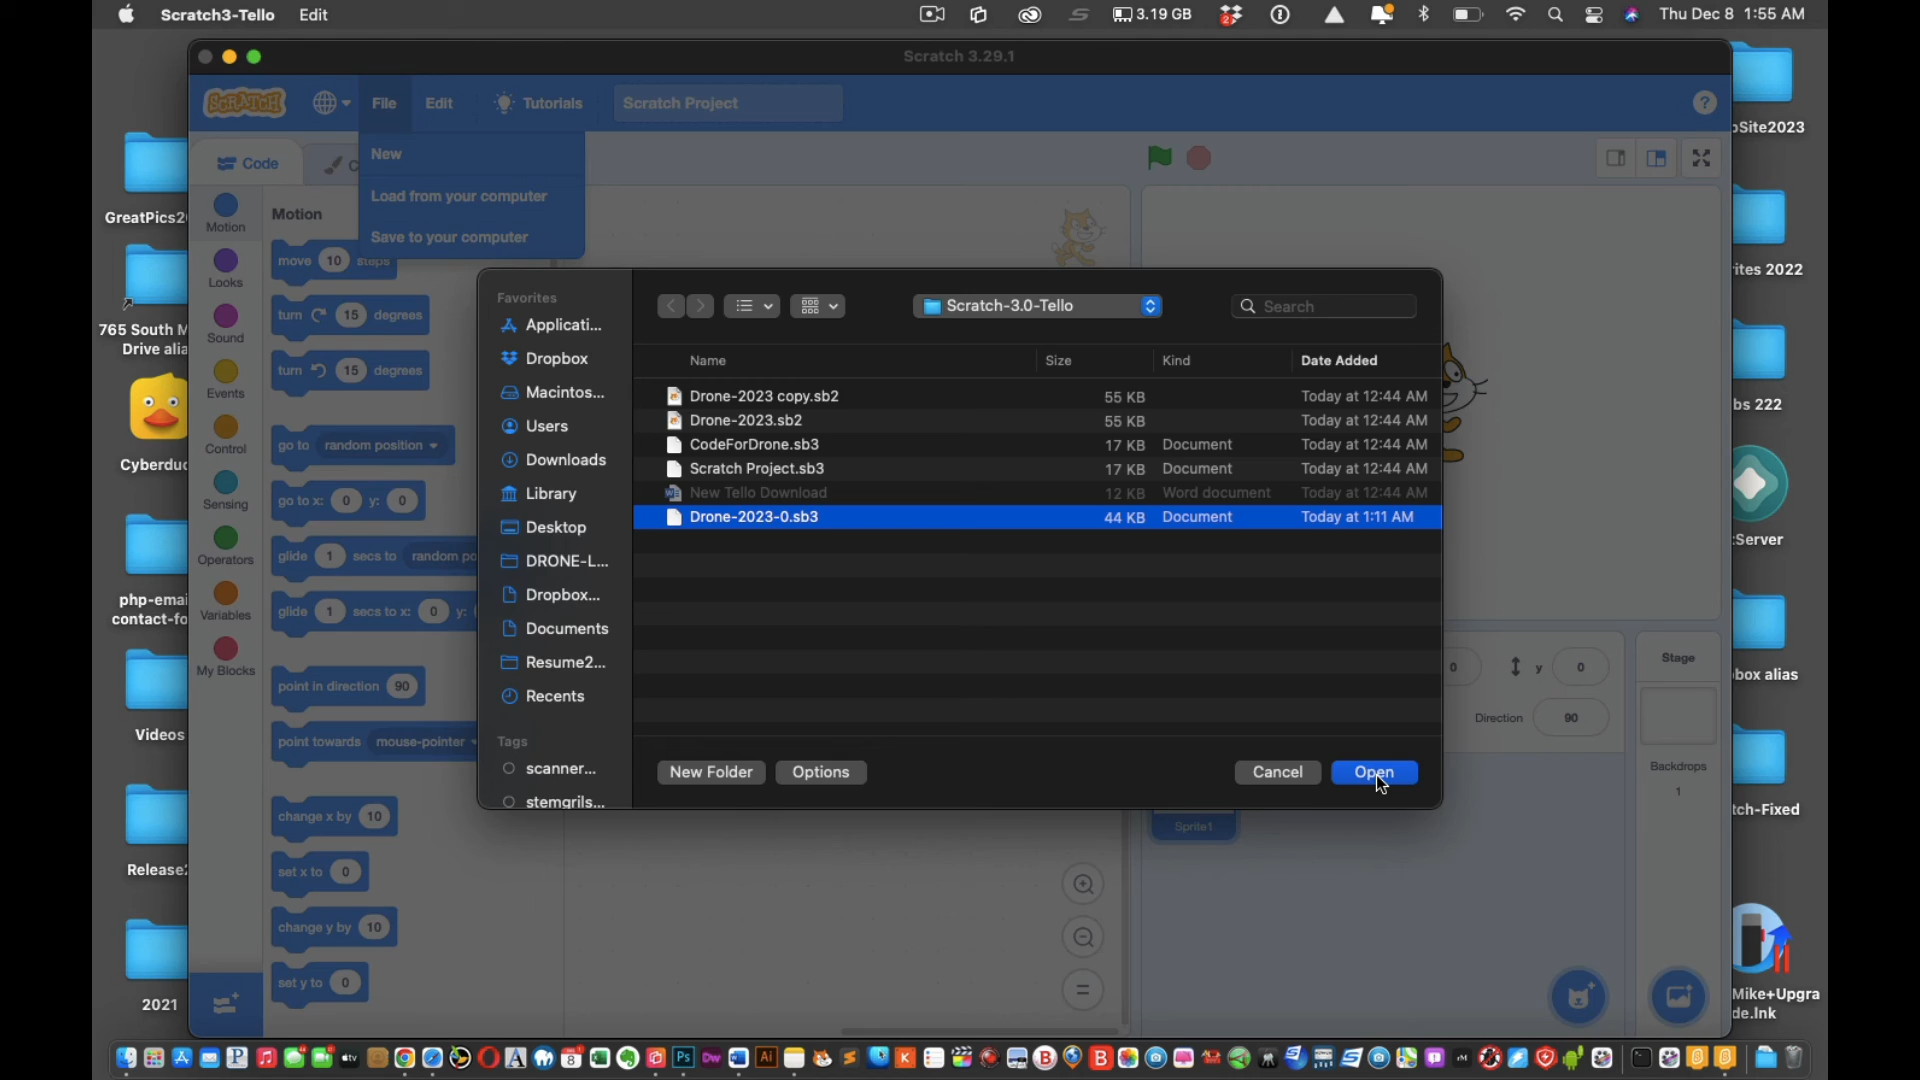 Scratch3-Tello Edit 3.19 GB Thu Dec 8 1:55 AM
Scratch 3.29.1
SCRATCH File Edit Tutorials Scratch Project ?
New
Load from your computer
Save to your computer
Code
Motion
Looks
Sound
Events
Control
Sensing
Operators
Variables
My Blocks
Motion
move 10 steps
turn 15 degrees
turn 15 degrees
go to random position
go to x: 0 y: 0
glide 1 secs to random po
glide 1 secs to x: 0 y:
point in direction 90
point towards mouse-pointer
change x by 10
set x to 0
change y by 10
set y to 0
Favorites
Applicati...
Dropbox
Macintos...
Users
Downloads
Library
Desktop
DRONE-L...
Dropbox...
Documents
Resume2...
Recents
Tags
scanner...
stemgrils...
Scratch-3.0-Tello Search
Name Size Kind Date Added
Drone-2023 copy.sb2 55 KB Today at 12:44 AM
Drone-2023.sb2 55 KB Today at 12:44 AM
CodeForDrone.sb3 17 KB Document Today at 12:44 AM
Scratch Project.sb3 17 KB Document Today at 12:44 AM
New Tello Download 12 KB Word document Today at 12:44 AM
Drone-2023-0.sb3 44 KB Document Today at 1:11 AM
New Folder Options Cancel Open
0 y 0
Direction 90
Stage
Backdrops
1
Sprite1
GreatPics2
765 South M
Drive alia
Cyberduc
php-emai
contact-fo
Videos
Release2
2021
oSite2023
rites 2022
bs 222
:Server
box alias
tch-Fixed
Mike+Upgra
de.lnk